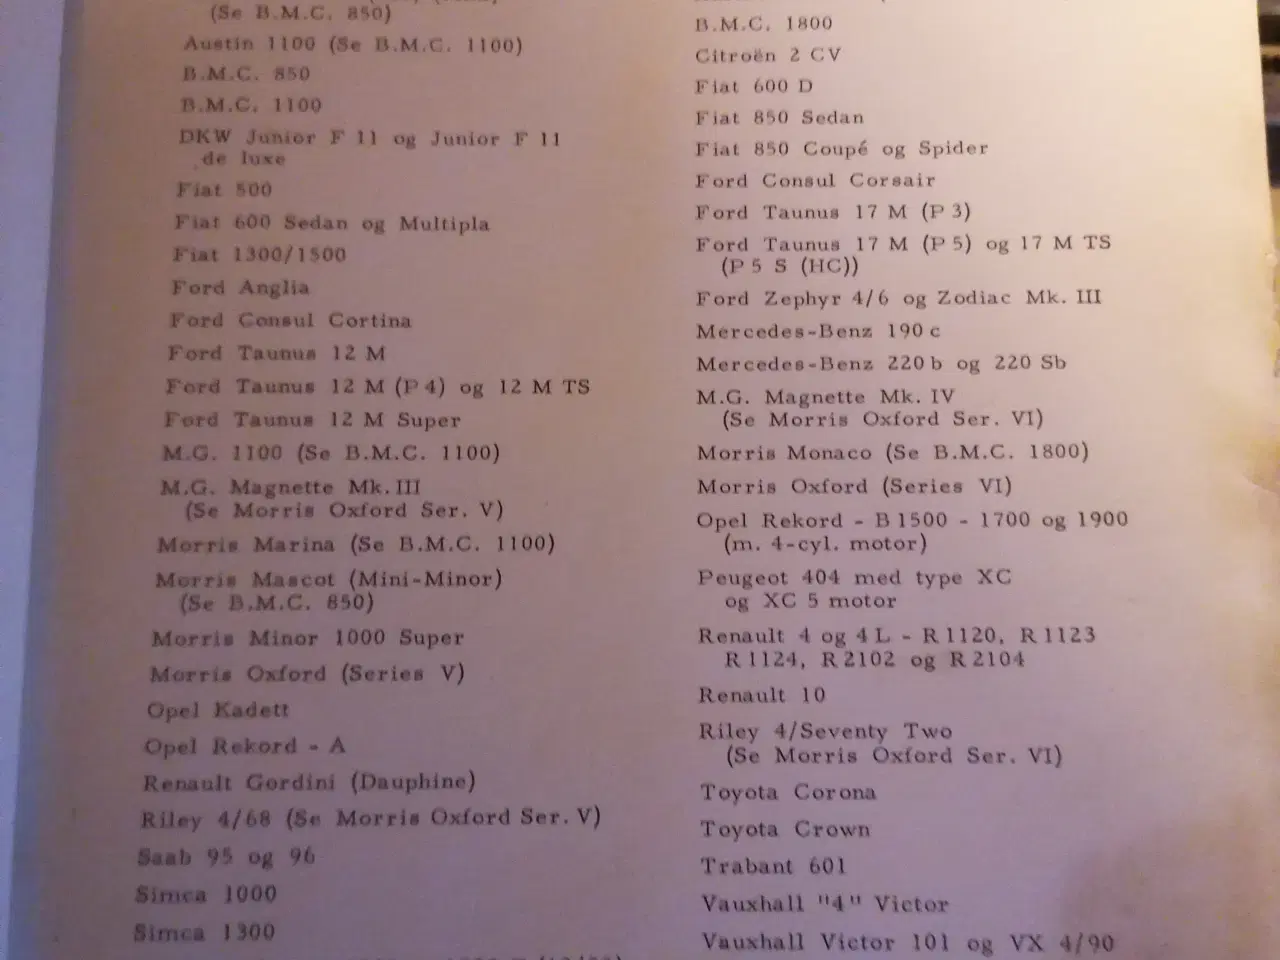 (Se B.M.C. 850)
Austin 1100 (Se B.M.C. 1100)
B.M.C. 850
B.M.C. 1100
DKW Junior F 11 og Junior F 11
de luxe
Fiat 500
Fiat 600 Sedan og Multipla
Fiat 1300/1500
Ford Anglia
Ford Consul Cortina
Ford Taunus 12 M
Ford Taunus 12 M (P 4) og 12 M TS
Ford Taunus 12 M Super
M.G. 1100 (Se B.M.C. 1100)
M.G. Magnette Mk. III
(Se Morris Oxford Ser. V)
Morris Marina (Se B.M.C. 1100)
Morris Mascot (Mini-Minor)
(Se B.M.C. 850)
Morris Minor 1000 Super
Morris Oxford (Series V)
Opel Kadett
Opel Rekord - A
Renault Gordini (Dauphine)
Riley 4/68 (Se Morris Oxford Ser. V)
Saab 95 og 96
Simca 1000
Simca 1300
B.M.C. 1800
Citroën 2 CV
Fiat 600 D
Fiat 850 Sedan
Fiat 850 Coupé og Spider
Ford Consul Corsair
Ford Taunus 17 M (P 3)
Ford Taunus 17 M (P 5) og 17 M TS
(P 5 S (HC))
Ford Zephyr 4/6 og Zodiac Mk. III
Mercedes-Benz 190 c
Mercedes-Benz 220 b og 220 Sb
M.G. Magnette Mk. IV
(Se Morris Oxford Ser. VI)
Morris Monaco (Se B.M.C. 1800)
Morris Oxford (Series VI)
Opel Rekord - B 1500 - 1700 og 1900
(m. 4-cyl. motor)
Peugeot 404 med type XC
og XC 5 motor
Renault 4 og 4 L - R 1120, R 1123
R 1124, R 2102 og R 2104
Renault 10
Riley 4/Seventy Two
(Se Morris Oxford Ser. VI)
Toyota Corona
Toyota Crown
Trabant 601
Vauxhall "4" Victor
Vauxhall Victor 101 og VX 4/90